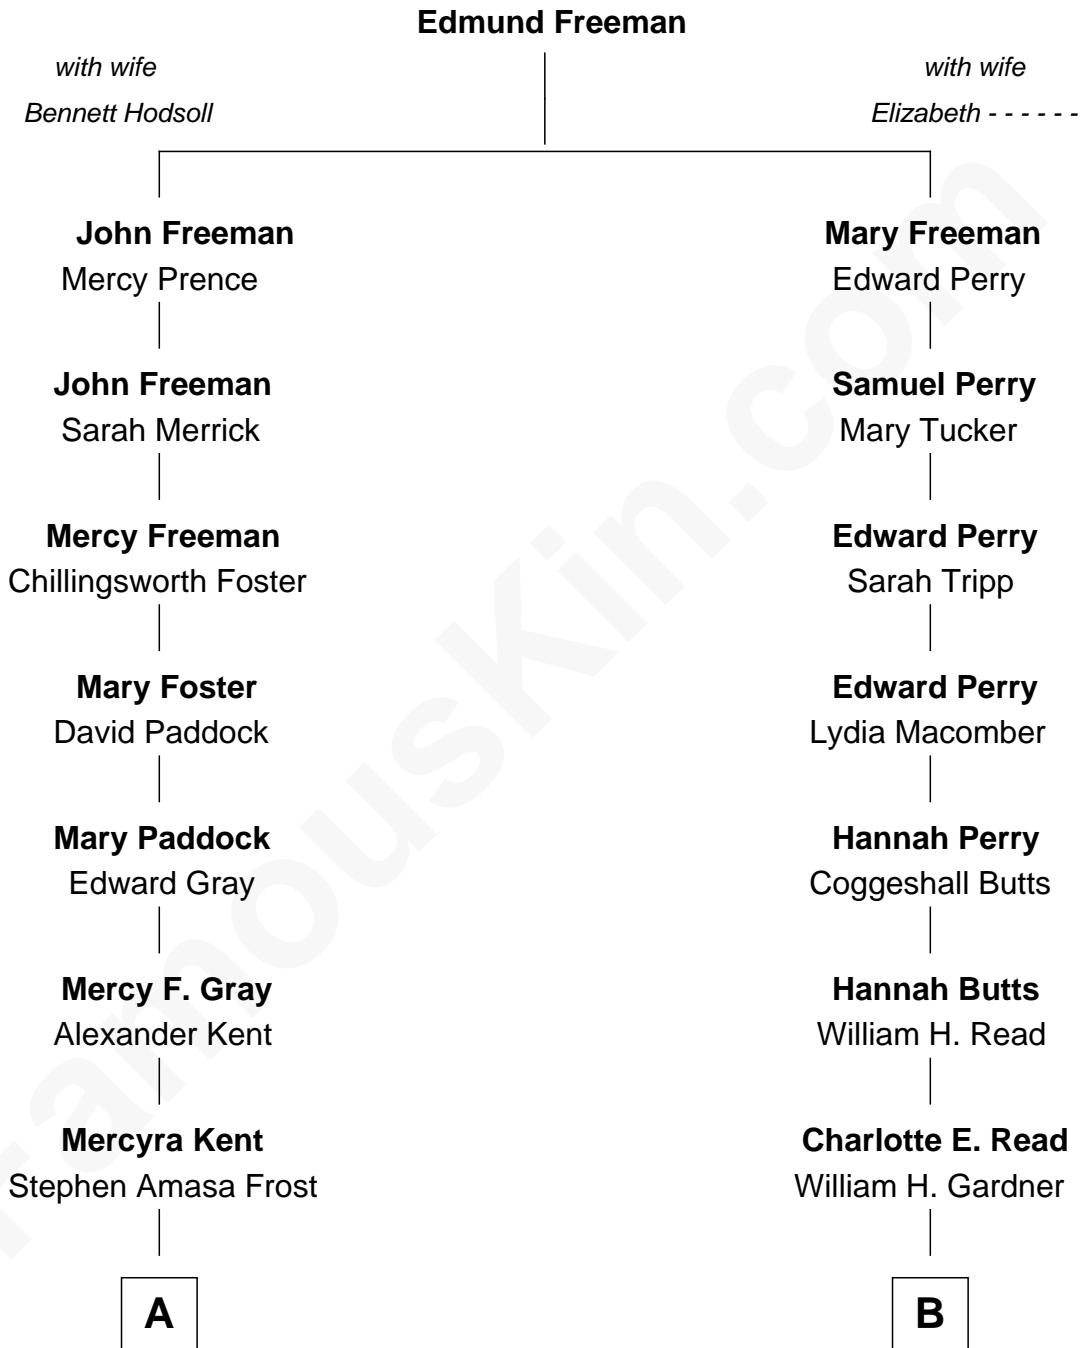 Edmund Freeman
with wife
Bennett Hodsoll
with wife
Elizabeth - - - - - -
John Freeman
Mercy Prence
Mary Freeman
Edward Perry
John Freeman
Sarah Merrick
Samuel Perry
Mary Tucker
Mercy Freeman
Chillingsworth Foster
Edward Perry
Sarah Tripp
Mary Foster
David Paddock
Edward Perry
Lydia Macomber
Mary Paddock
Edward Gray
Hannah Perry
Coggeshall Butts
Mercy F. Gray
Alexander Kent
Hannah Butts
William H. Read
Mercyra Kent
Stephen Amasa Frost
Charlotte E. Read
William H. Gardner
A
B
FamousKin.com